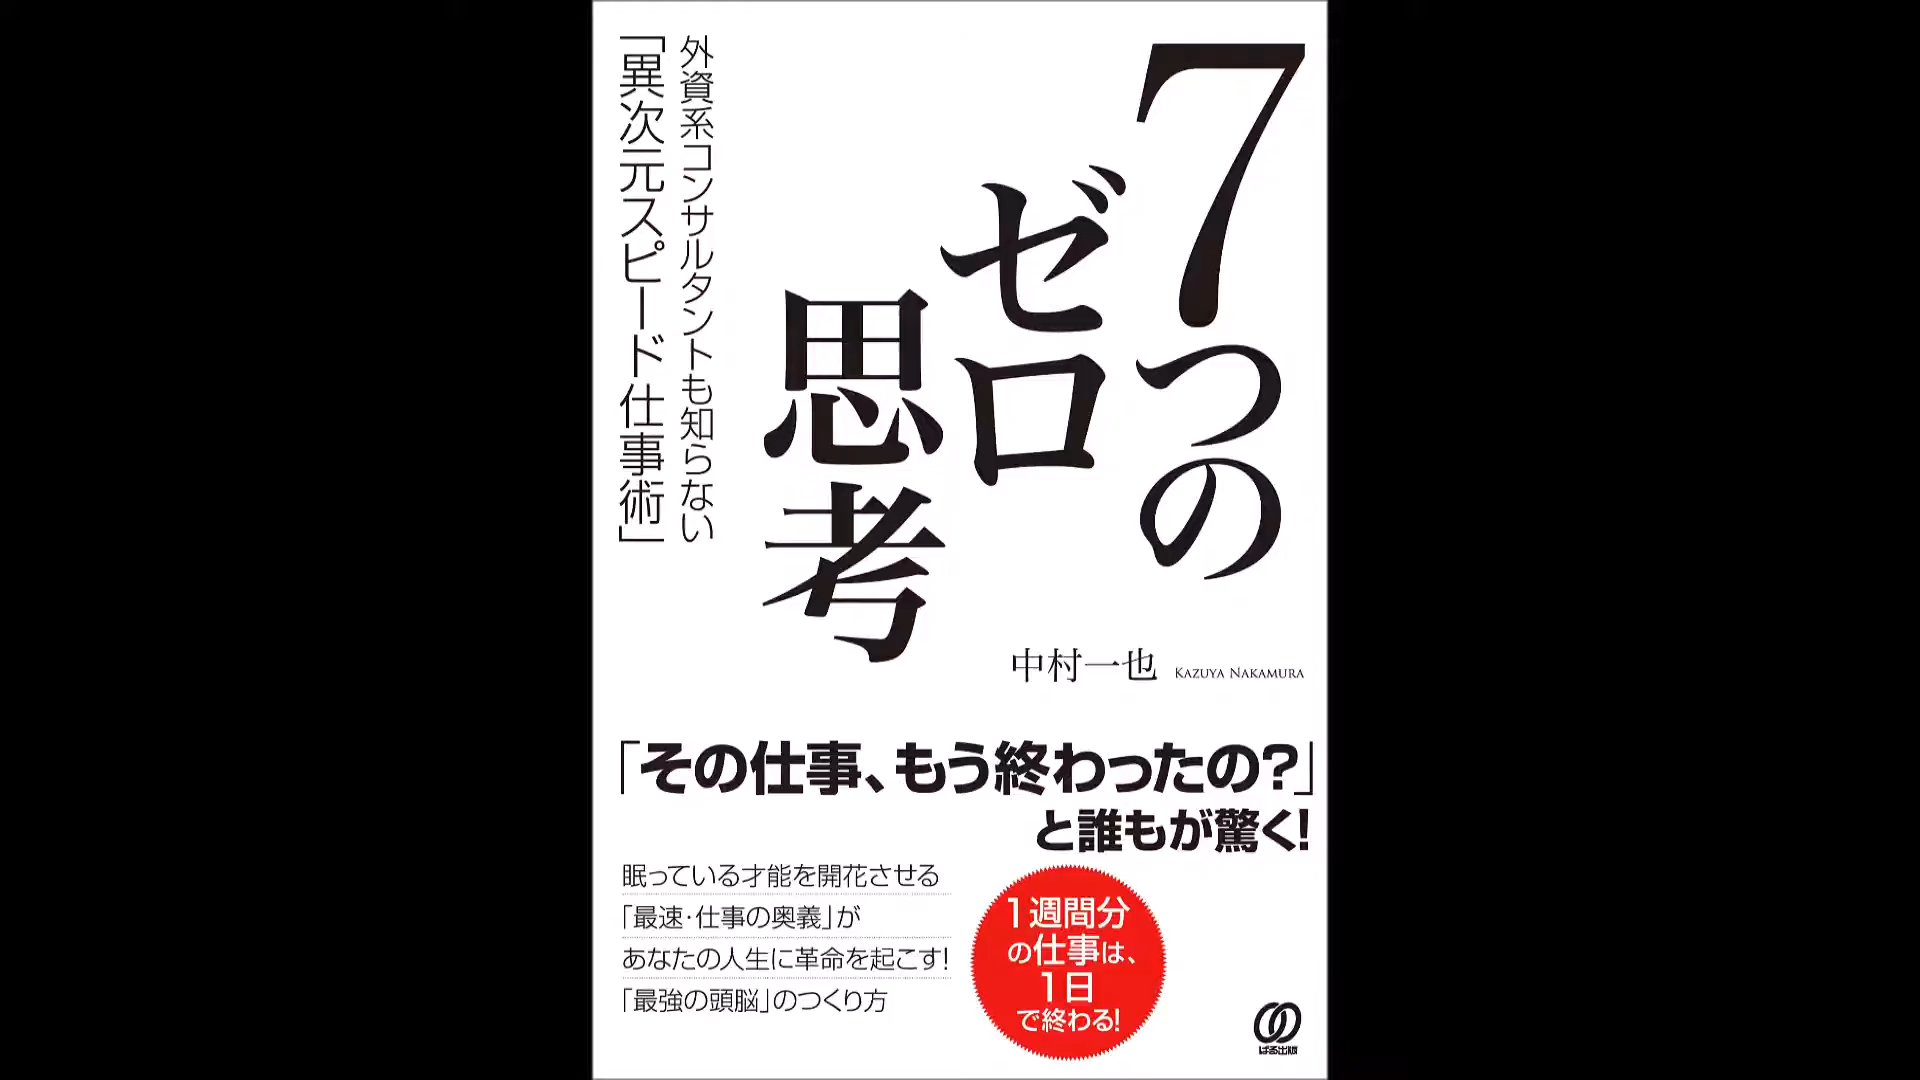 7つの
ゼロ
思考
外資系コンサルタントも知らない
「異次元スピード仕事術」
中村一也 KAZUYA NAKAMURA
「その仕事、もう終わったの?」
と誰もが驚く!
眠っている才能を開花させる
「最速・仕事の奥義」が
あなたの人生に革命を起こす!
「最強の頭脳」のつくり方
1週間分
の仕事は、
1日
で終わる!
ぱる出版